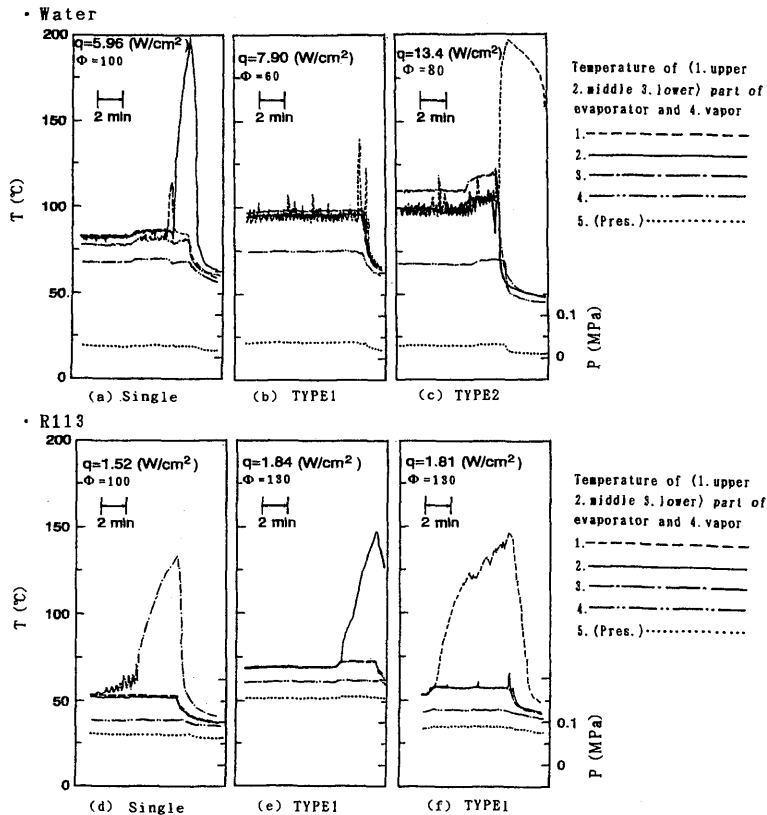 · Water
200
150
100
50
0
T (℃)
q=5.96 (W/cm²)
Φ=100
2 min
(a) Single
q=7.90 (W/cm²)
Φ=60
2 min
(b) TYPE1
q=13.4 (W/cm²)
Φ=80
2 min
(c) TYPE2
0.1
0
P (MPa)
Temperature of (1.upper
2.middle 3.lower) part of
evaporator and 4.vapor
1.
2.
3.
4.
5.(Pres.)
· R113
200
150
100
50
0
T (℃)
q=1.52 (W/cm²)
Φ=100
2 min
(d) Single
q=1.84 (W/cm²)
Φ=130
2 min
(e) TYPE1
q=1.81 (W/cm²)
Φ=130
2 min
(f) TYPE1
0.1
0
P (MPa)
Temperature of (1.upper
2.middle 3.lower) part of
evaporator and 4.vapor
1.
2.
3.
4.
5.(Pres.)